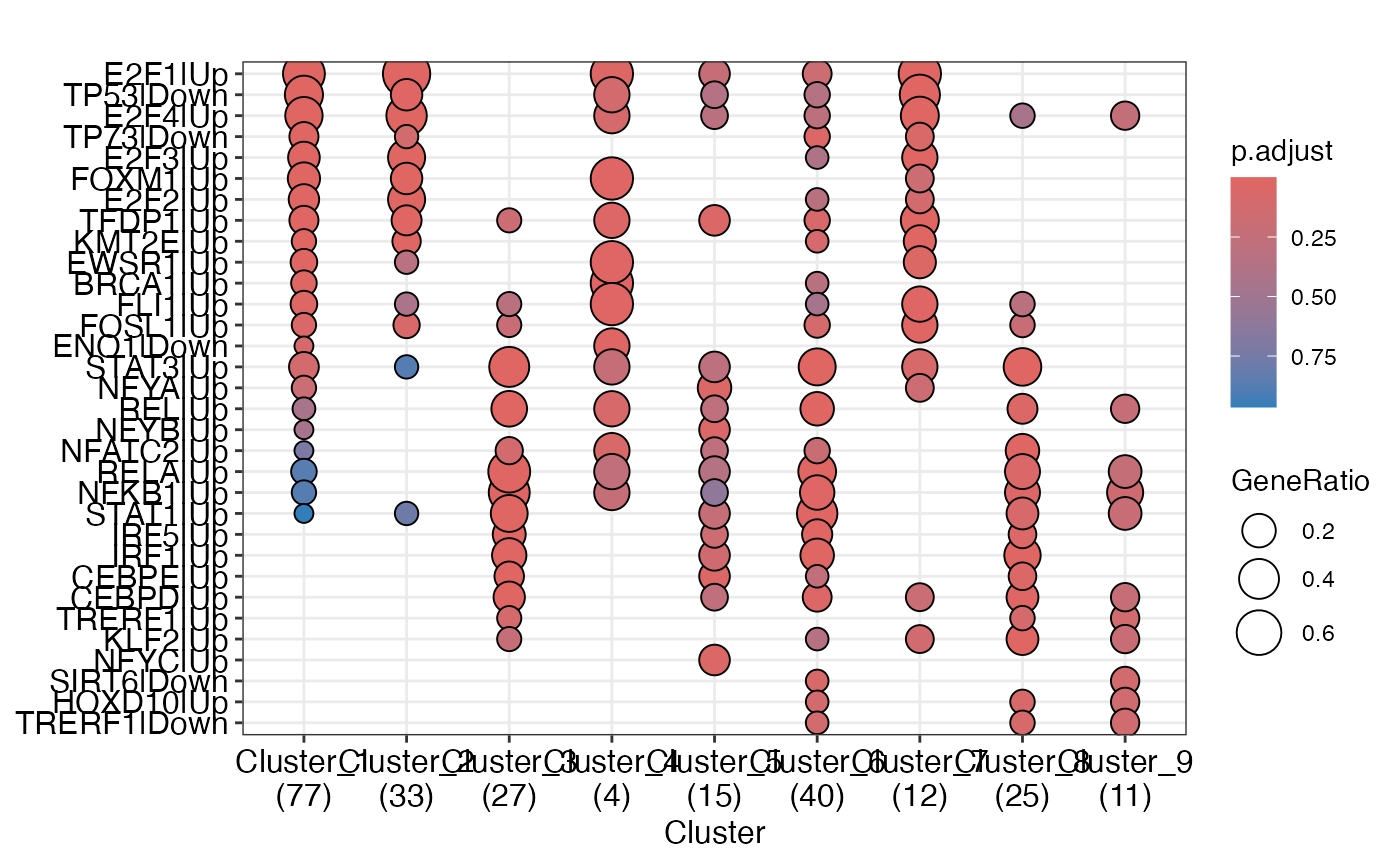 E2F1|Up
TP53|Down
E2F4|Up
TP73|Down
E2F3|Up
FOXM1|Up
E2F2|Up
TFDP1|Up
KMT2E|Up
EWSR1|Up
BRCA1|Up
FLI1|Up
FOSL1|Up
ENO1|Down
STAT3|Up
NFYA|Up
REL|Up
NFYB|Up
NFATC2|Up
RELA|Up
NFKB1|Up
STAT1|Up
IRF5|Up
IRF1|Up
CEBPE|Up
CEBPD|Up
TRERF1|Up
KLF2|Up
NFYC|Up
SIRT6|Down
HOXD10|Up
TRERF1|Down
Cluster_1 Cluster_2 Cluster_3 Cluster_4 Cluster_5 Cluster_6 Cluster_7 Cluster_8 Cluster_9
(77) (33) (27) (4) (15) (40) (12) (25) (11)
Cluster
p.adjust
0.25
0.50
0.75
GeneRatio
0.2
0.4
0.6